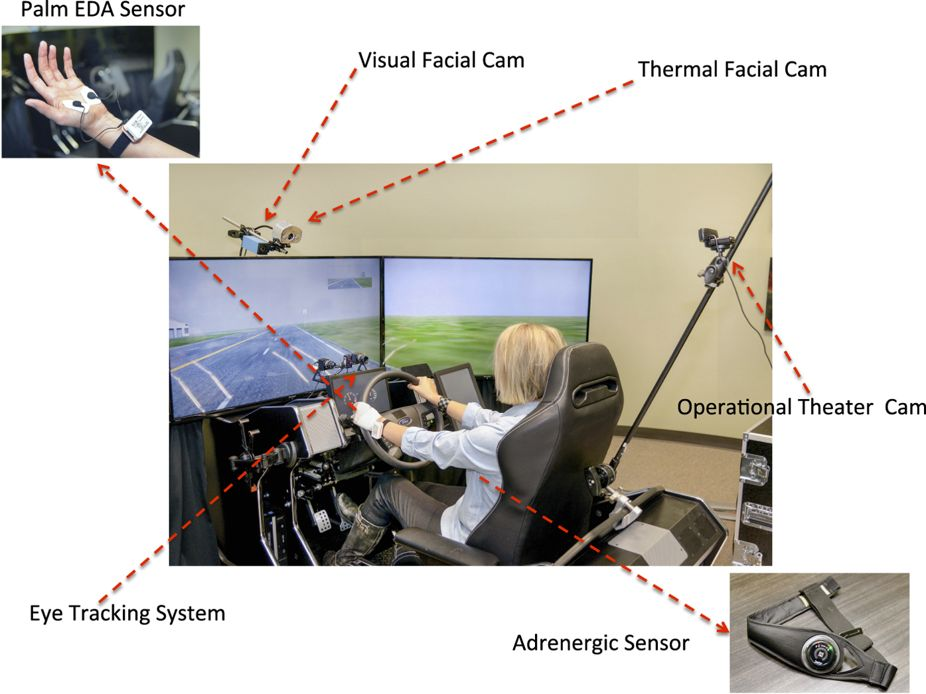 Palm EDA Sensor
Visual Facial Cam
Thermal Facial Cam
Operational Theater Cam
Eye Tracking System
Adrenergic Sensor